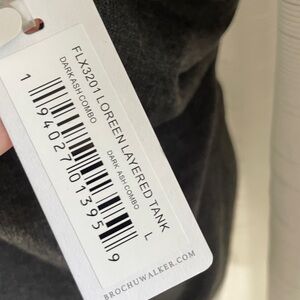 FLX3201 LOREEN LAYERED TANK
DARK ASH COMBO
DARK ASH COMBO
L
1 94027 01395 9
BROCHUWALKER.COM